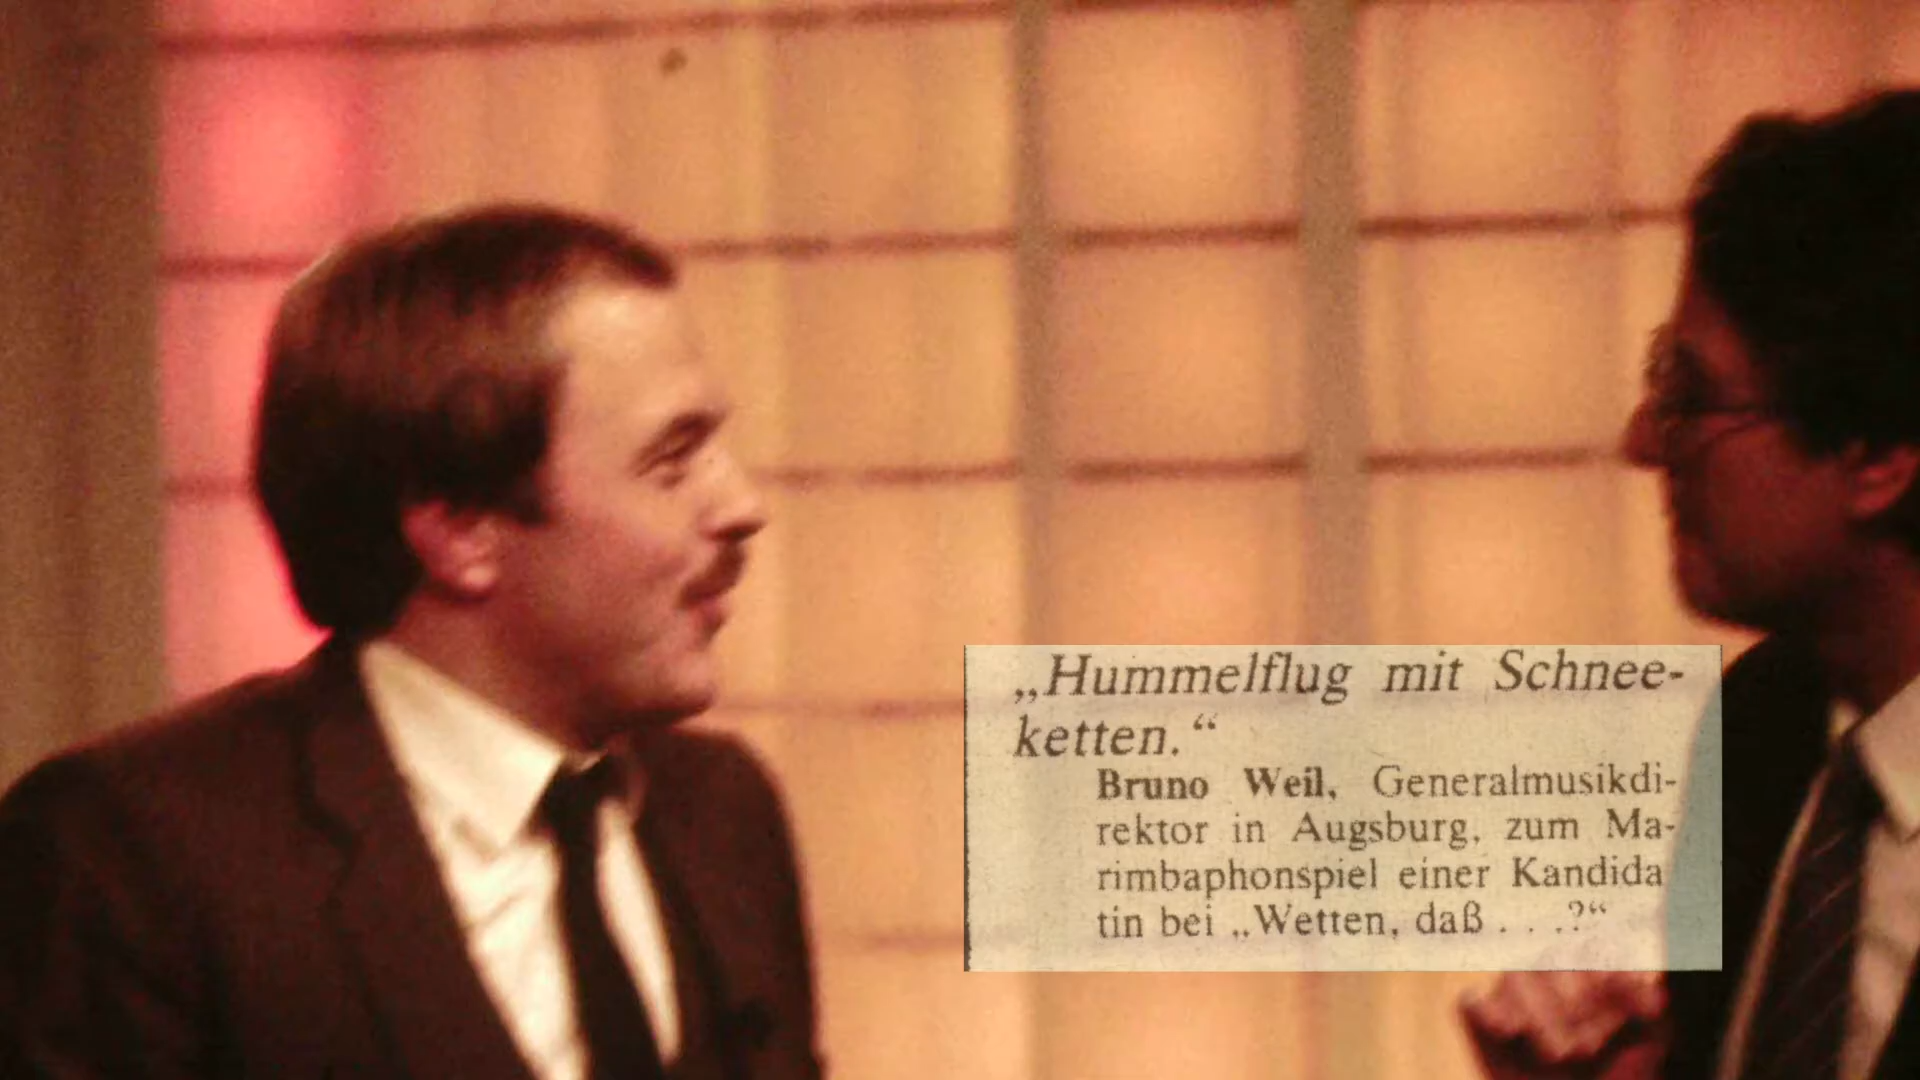 „Hummelflug mit Schnee-
ketten.“
Bruno Weil, Generalmusikdi-
rektor in Augsburg, zum Ma-
rimbaphonspiel einer Kandida
tin bei „Wetten, daß . . .?“